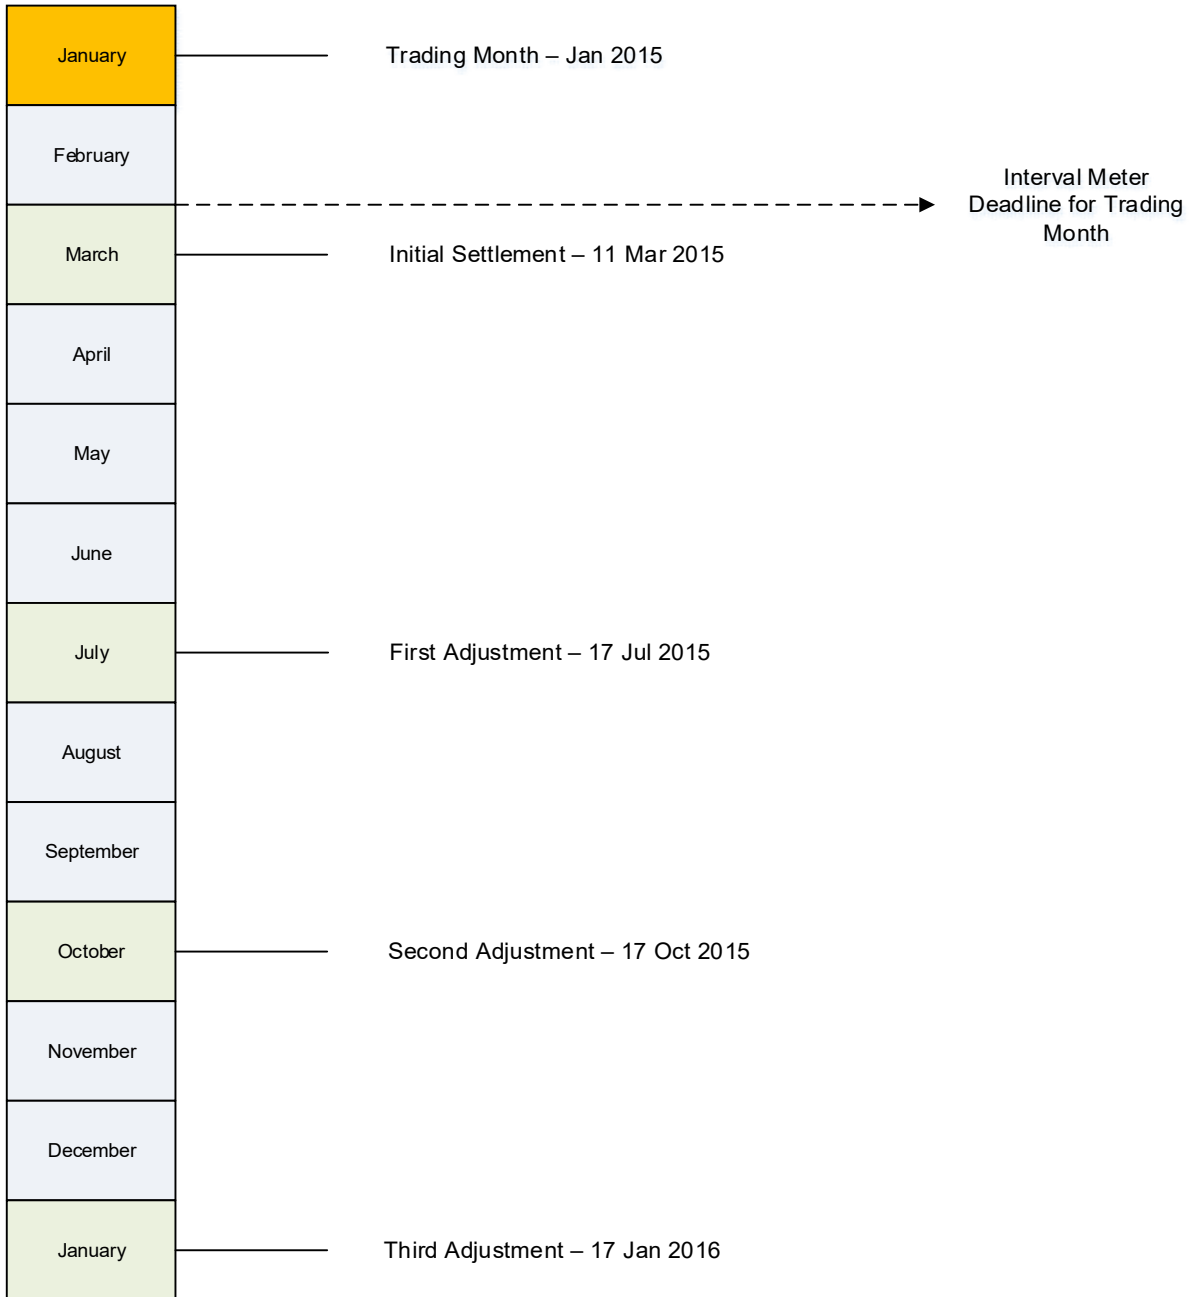 January
Trading Month – Jan 2015
February
Interval Meter
Deadline for Trading
Month
March
Initial Settlement – 11 Mar 2015
April
May
June
July
First Adjustment – 17 Jul 2015
August
September
October
Second Adjustment – 17 Oct 2015
November
December
January
Third Adjustment – 17 Jan 2016